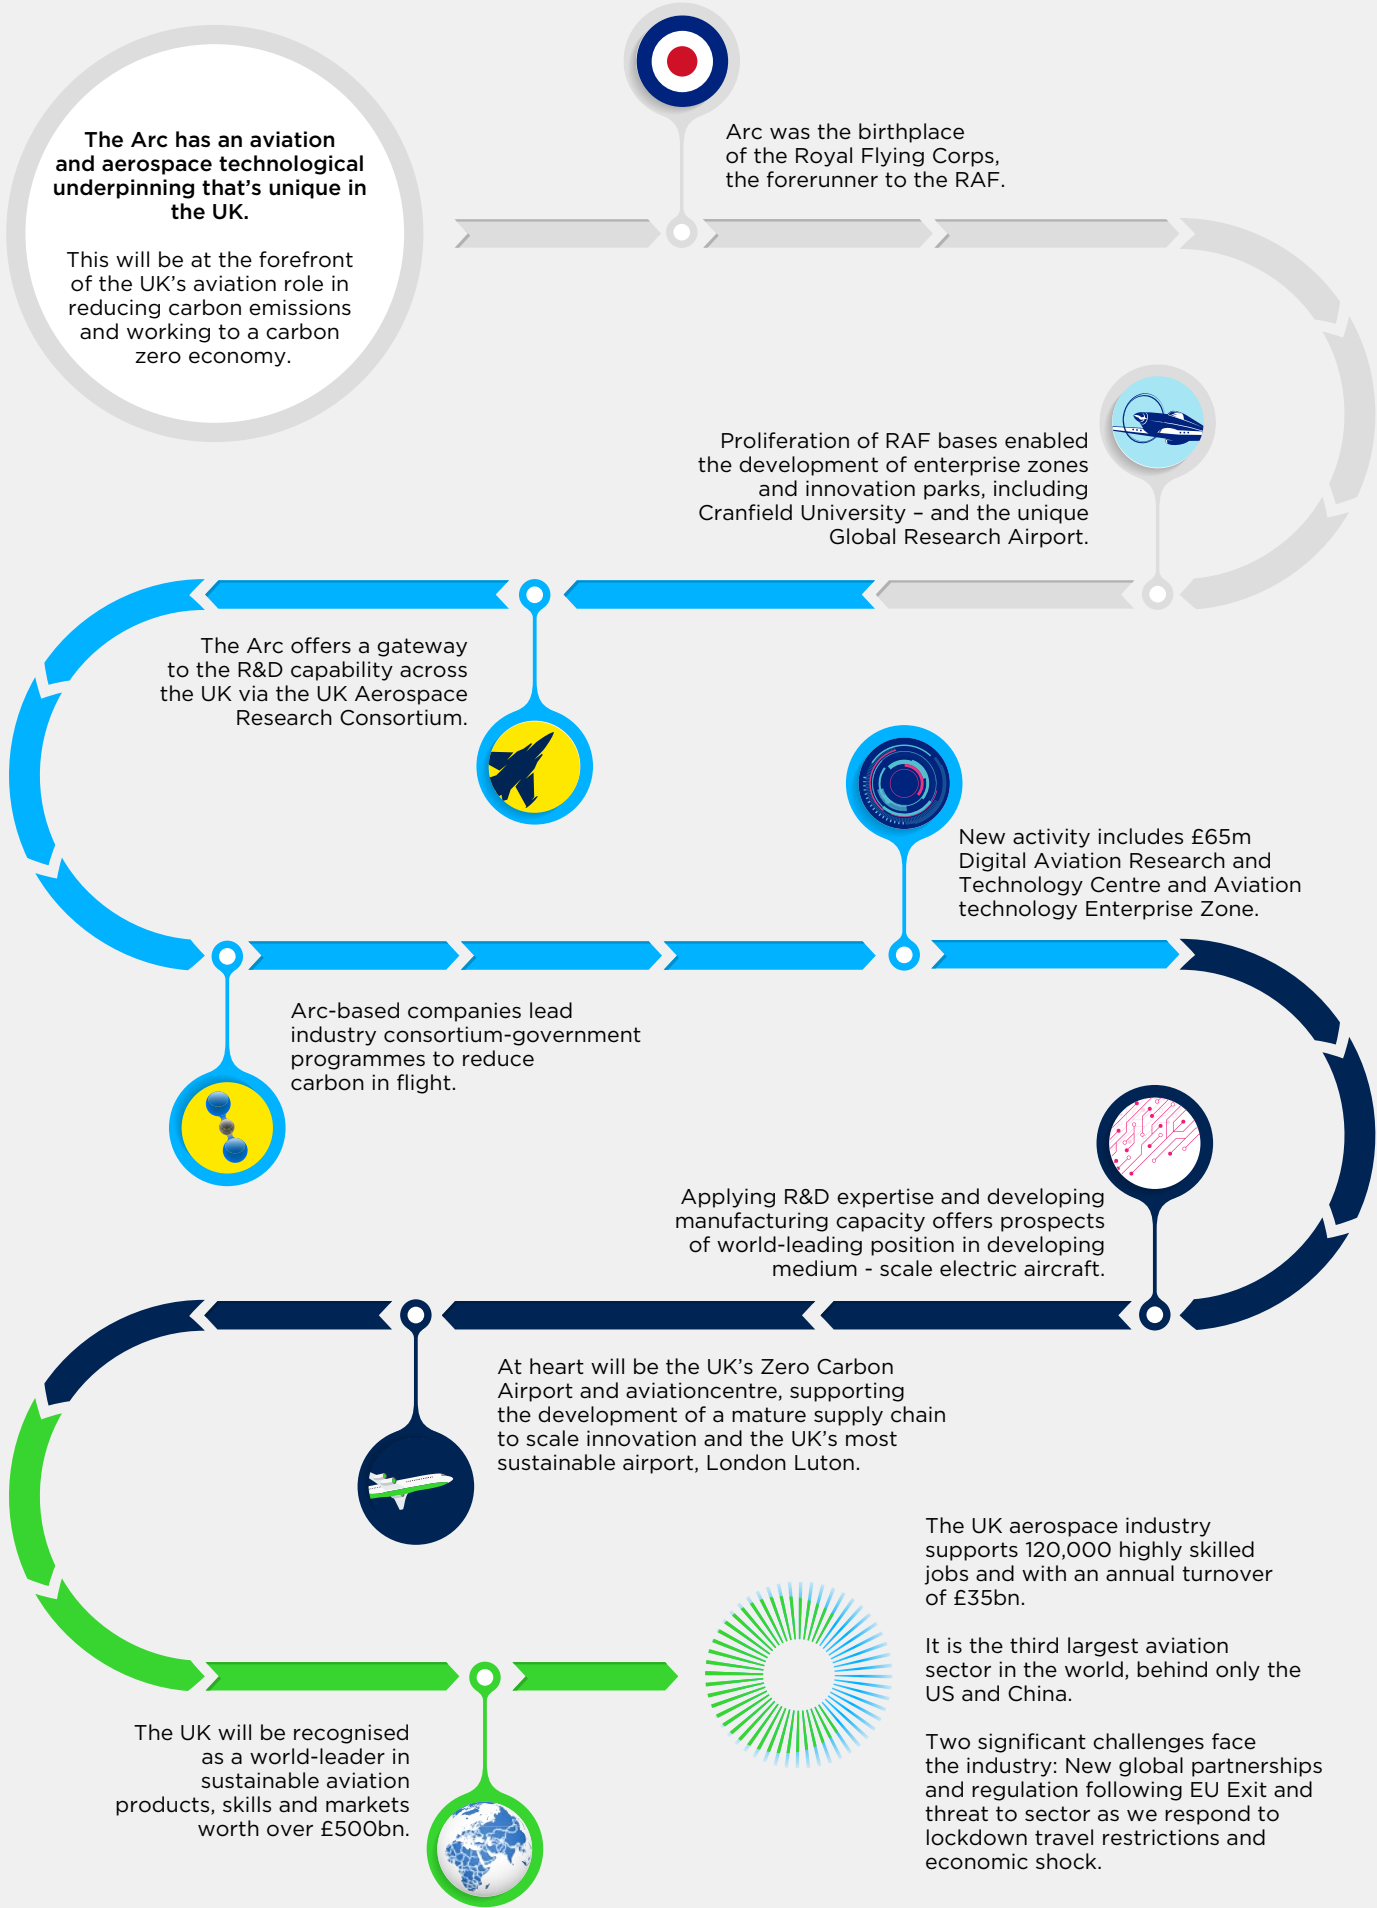 The Arc has an aviation
and aerospace technological
underpinning that's unique in
the UK.
This will be at the forefront
of the UK's aviation role in
reducing carbon emissions
and working to a carbon
zero economy.
Arc was the birthplace
of the Royal Flying Corps,
the forerunner to the RAF.
Proliferation of RAF bases enabled
the development of enterprise zones
and innovation parks, including
Cranfield University – and the unique
Global Research Airport.
The Arc offers a gateway
to the R&D capability across
the UK via the UK Aerospace
Research Consortium.
Arc-based companies lead
industry consortium-government
programmes to reduce
carbon in flight.
New activity includes £65m
Digital Aviation Research and
Technology Centre and Aviation
technology Enterprise Zone.
Applying R&D expertise and developing
manufacturing capacity offers prospects
of world-leading position in developing
medium - scale electric aircraft.
At heart will be the UK's Zero Carbon
Airport and aviationcentre, supporting
the development of a mature supply chain
to scale innovation and the UK's most
sustainable airport, London Luton.
The UK will be recognised
as a world-leader in
sustainable aviation
products, skills and markets
worth over £500bn.
The UK aerospace industry
supports 120,000 highly skilled
jobs and with an annual turnover
of £35bn.
It is the third largest aviation
sector in the world, behind only the
US and China.
Two significant challenges face
the industry: New global partnerships
and regulation following EU Exit and
threat to sector as we respond to
lockdown travel restrictions and
economic shock.